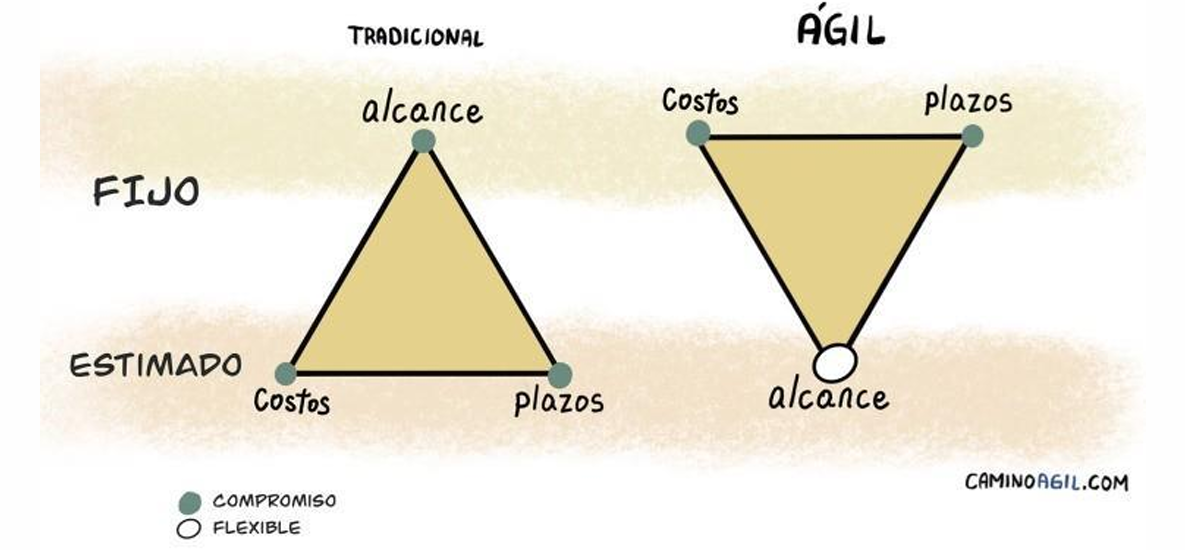 TRADICIONAL
ÁGIL
alcance
Costos
plazos
FIJO
ESTIMADO
Costos
plazos
alcance
CAMINOAGIL.COM
COMPROMISO
FLEXIBLE